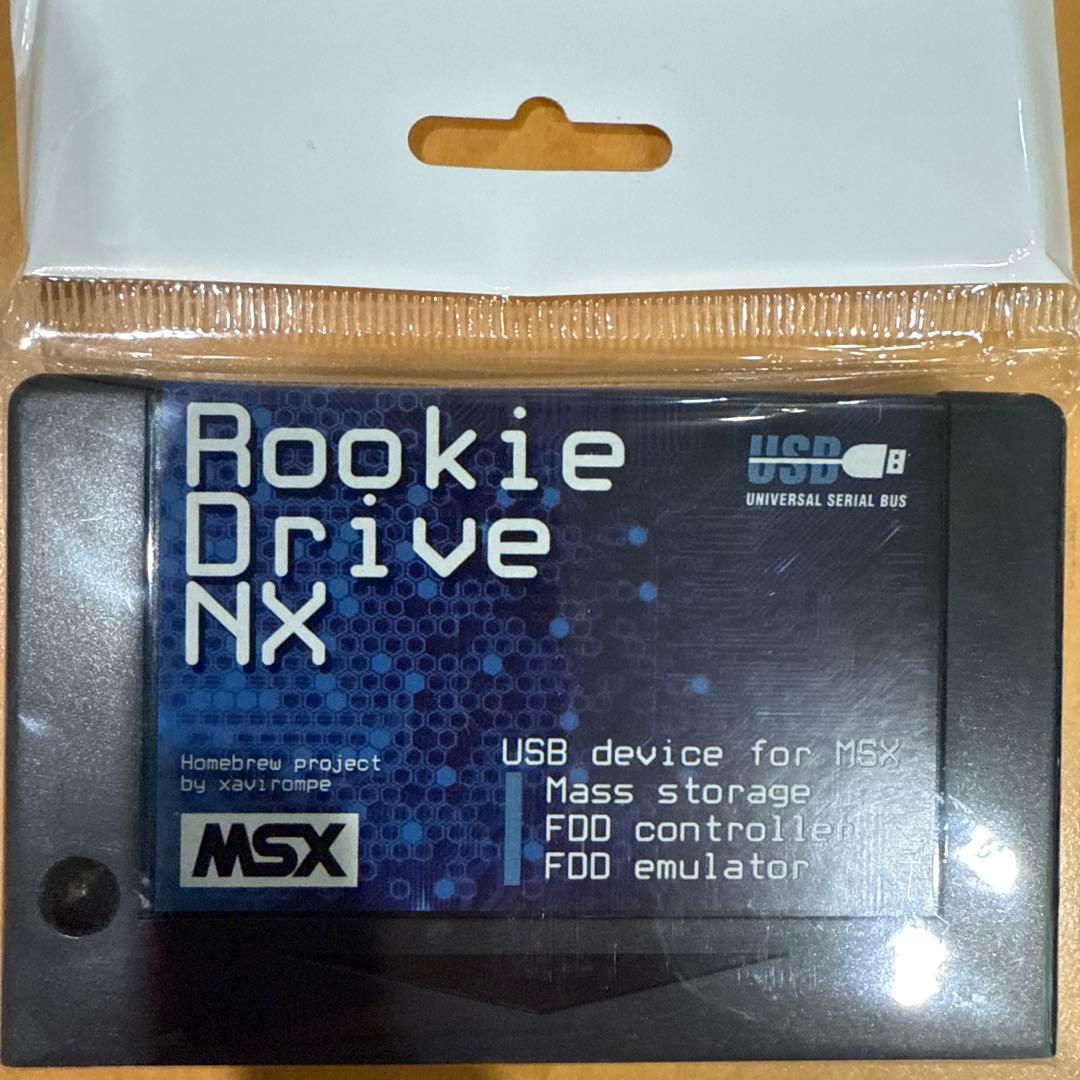 Rookie
Drive
NX
USB
UNIVERSAL SERIAL BUS
USB device for MSX
Mass storage
FDD controller
FDD emulator
Homebrew project
by xavirompe
MSX